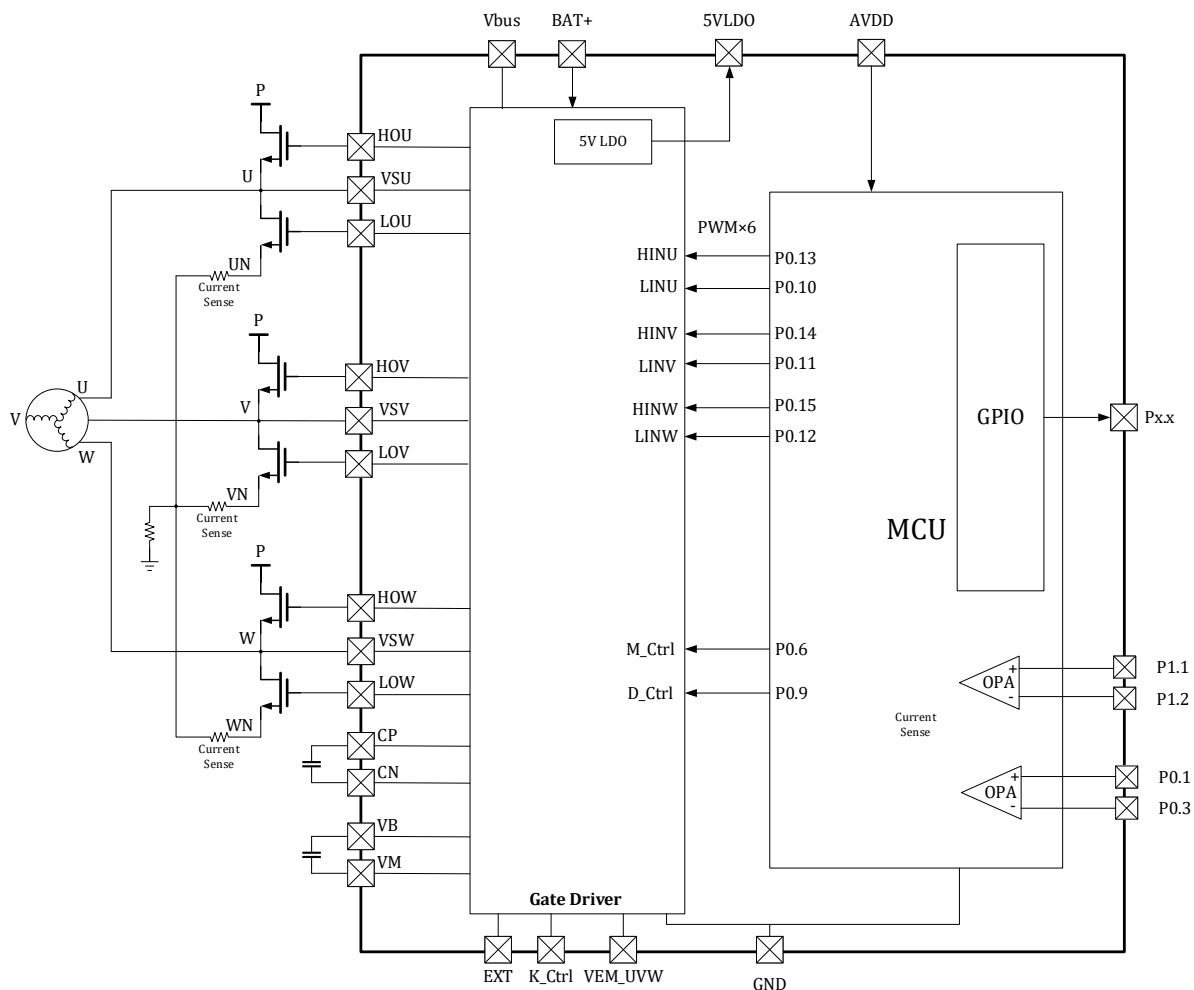 Vbus
BAT+
5VLDO
AVDD
P
HOU
5V LDO
U
VSU
LOU
PWM×6
UN
Current
Sense
HINU
P0.13
LINU
P0.10
P
HINV
P0.14
LINV
P0.11
HOV
U
V
V
VSV
HINW
P0.15
LINW
P0.12
GPIO
Px.x
W
LOV
VN
Current
Sense
MCU
P
HOW
W
VSW
M_Ctrl
P0.6
LOW
D_Ctrl
P0.9
+
OPA
-
P1.1
P1.2
WN
Current
Sense
Current
Sense
CP
CN
+
OPA
-
P0.1
P0.3
VB
VM
Gate Driver
EXT
K_Ctrl
VEM_UVW
GND